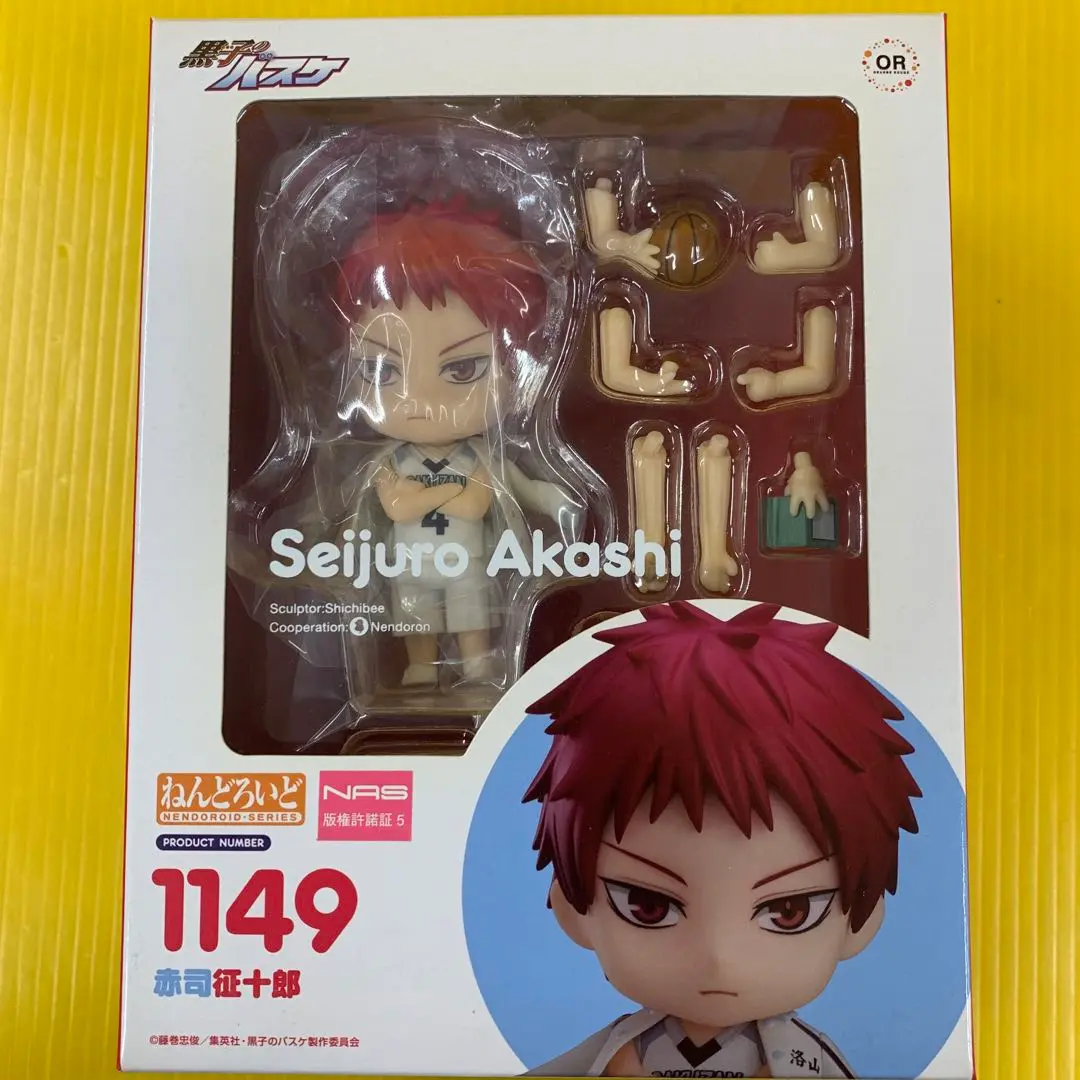 黒子の
バスケ
OR
ORANGE ROUGE
RAKUZAN
4
Seijuro Akashi
Sculptor:Shichibee
Cooperation: Nendoron
ねんどろいど
NENDOROID·SERIES
NAS
版権許諾証 5
PRODUCT NUMBER
1149
赤司征十郎
©藤巻忠俊／集英社・黒子のバスケ製作委員会
洛山
RAKUZAN